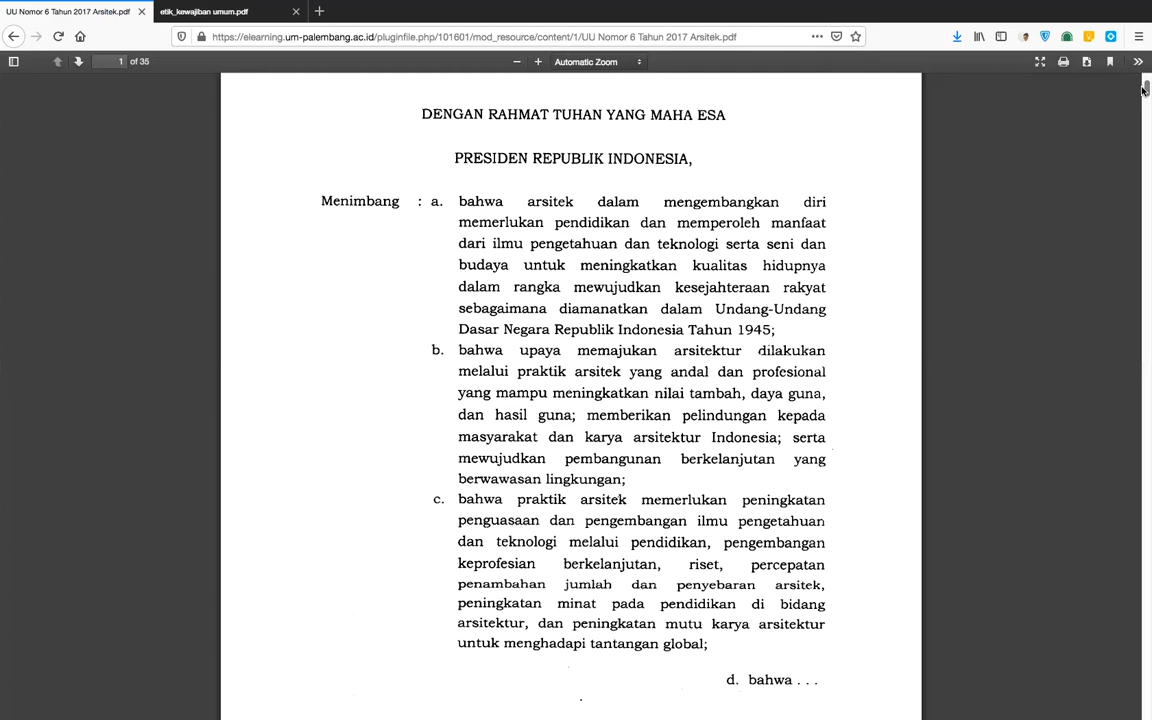 UU Nomor 6 Tahun 2017 Arsitek.pdf
etik_kewajiban umum.pdf
https://elearning.um-palembang.ac.id/pluginfile.php/101601/mod_resource/content/1/UU Nomor 6 Tahun 2017 Arsitek.pdf
1 of 35
Automatic Zoom
DENGAN RAHMAT TUHAN YANG MAHA ESA
PRESIDEN REPUBLIK INDONESIA,
Menimbang : a. bahwa arsitek dalam mengembangkan diri
memerlukan pendidikan dan memperoleh manfaat
dari ilmu pengetahuan dan teknologi serta seni dan
budaya untuk meningkatkan kualitas hidupnya
dalam rangka mewujudkan kesejahteraan rakyat
sebagaimana diamanatkan dalam Undang-Undang
Dasar Negara Republik Indonesia Tahun 1945;
b. bahwa upaya memajukan arsitektur dilakukan
melalui praktik arsitek yang andal dan profesional
yang mampu meningkatkan nilai tambah, daya guna,
dan hasil guna; memberikan pelindungan kepada
masyarakat dan karya arsitektur Indonesia; serta
mewujudkan pembangunan berkelanjutan yang
berwawasan lingkungan;
c. bahwa praktik arsitek memerlukan peningkatan
penguasaan dan pengembangan ilmu pengetahuan
dan teknologi melalui pendidikan, pengembangan
keprofesian berkelanjutan, riset, percepatan
penambahan jumlah dan penyebaran arsitek,
peningkatan minat pada pendidikan di bidang
arsitektur, dan peningkatan mutu karya arsitektur
untuk menghadapi tantangan global;
d. bahwa . . .